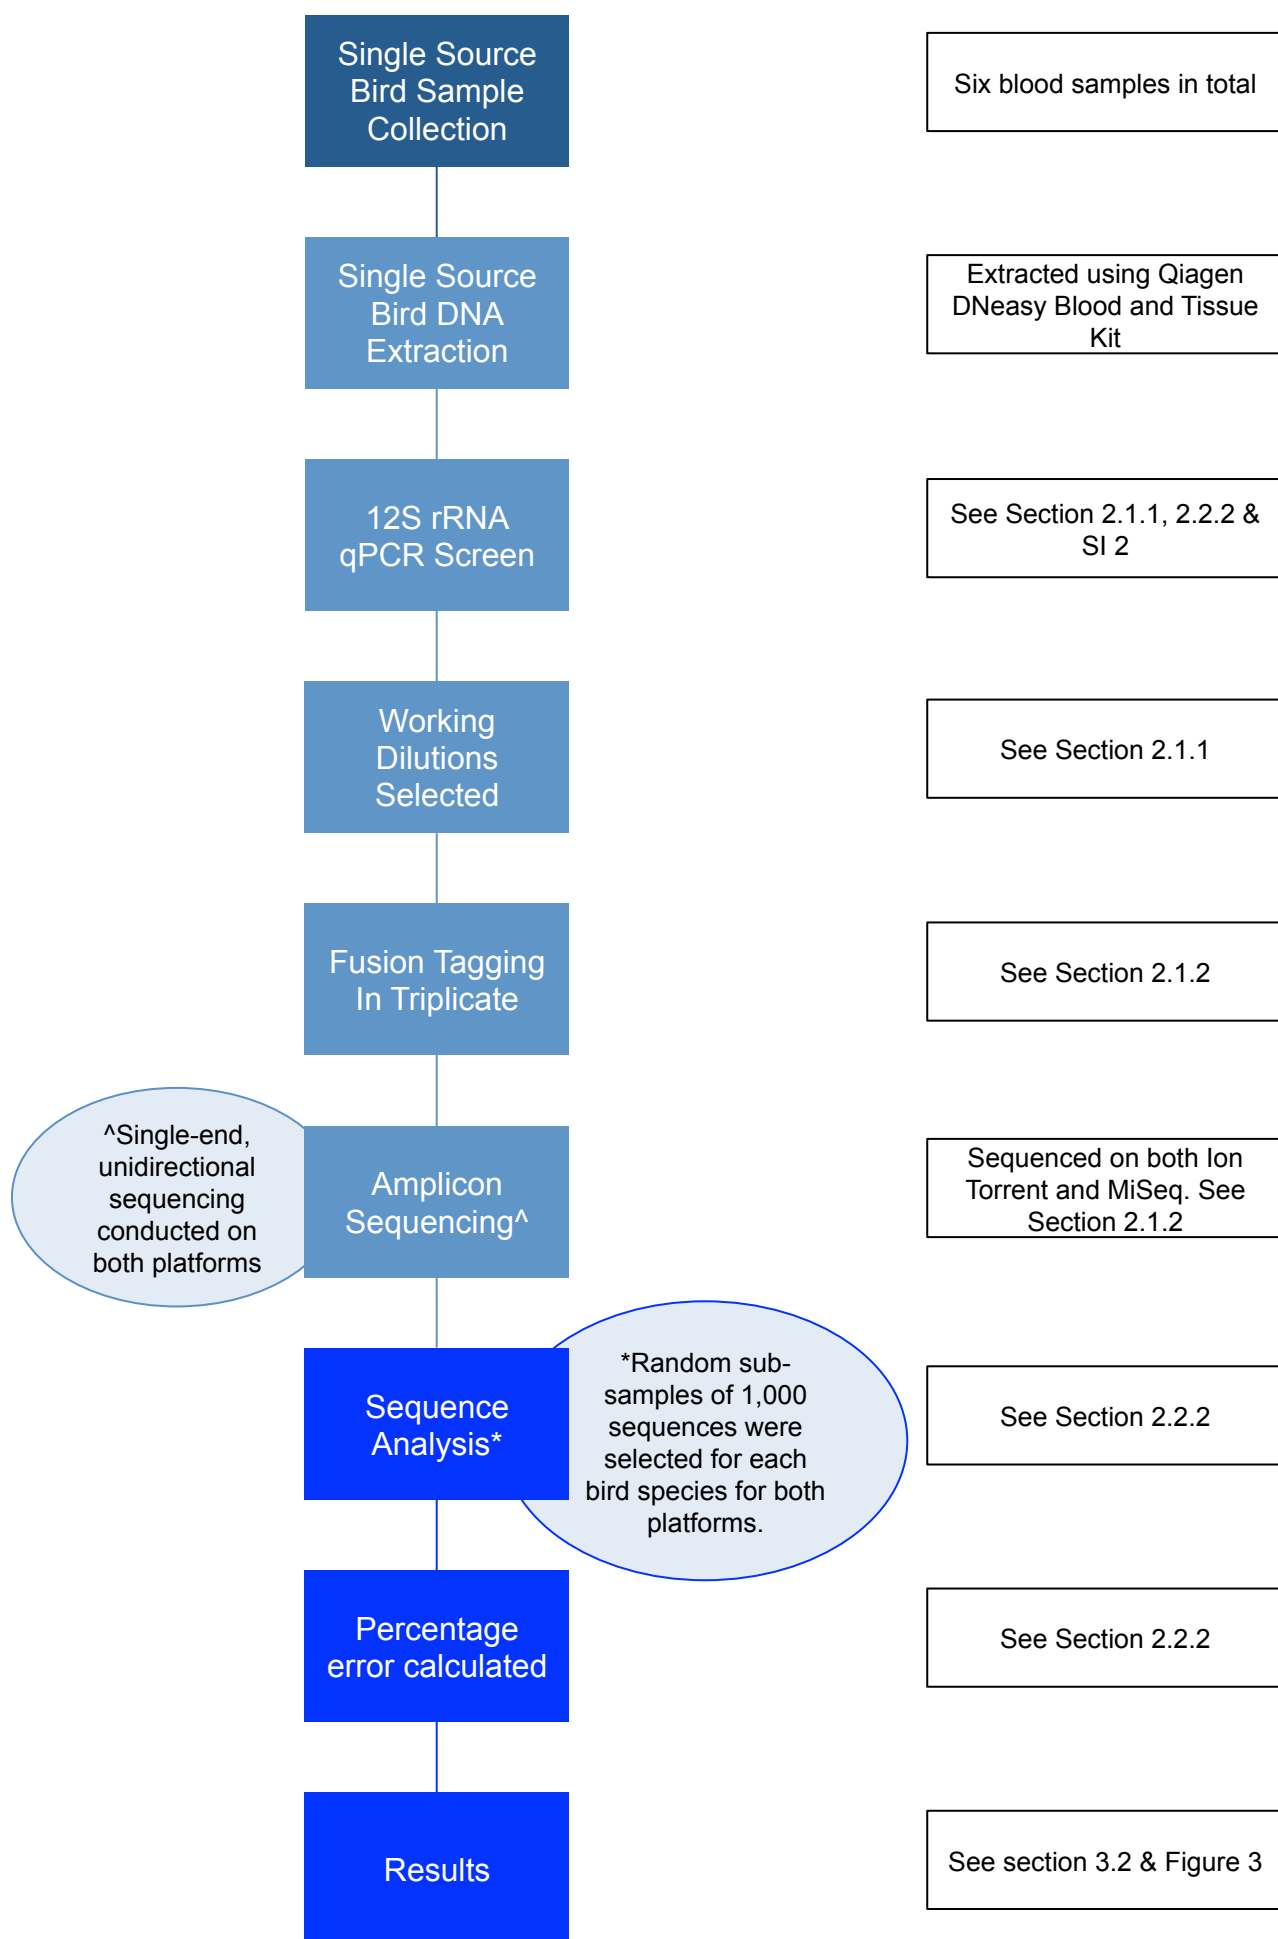 Single Source
Bird Sample
Collection
Six blood samples in total
Single Source
Bird DNA
Extraction
Extracted using Qiagen
DNeasy Blood and Tissue
Kit
12S rRNA
qPCR Screen
See Section 2.1.1, 2.2.2 &
SI 2
Working
Dilutions
Selected
See Section 2.1.1
Fusion Tagging
In Triplicate
See Section 2.1.2
^Single-end,
unidirectional
sequencing
conducted on
both platforms
Amplicon
Sequencing^
Sequenced on both Ion
Torrent and MiSeq. See
Section 2.1.2
Sequence
Analysis*
*Random sub-
samples of 1,000
sequences were
selected for each
bird species for both
platforms.
See Section 2.2.2
Percentage
error calculated
See Section 2.2.2
Results
See section 3.2 & Figure 3